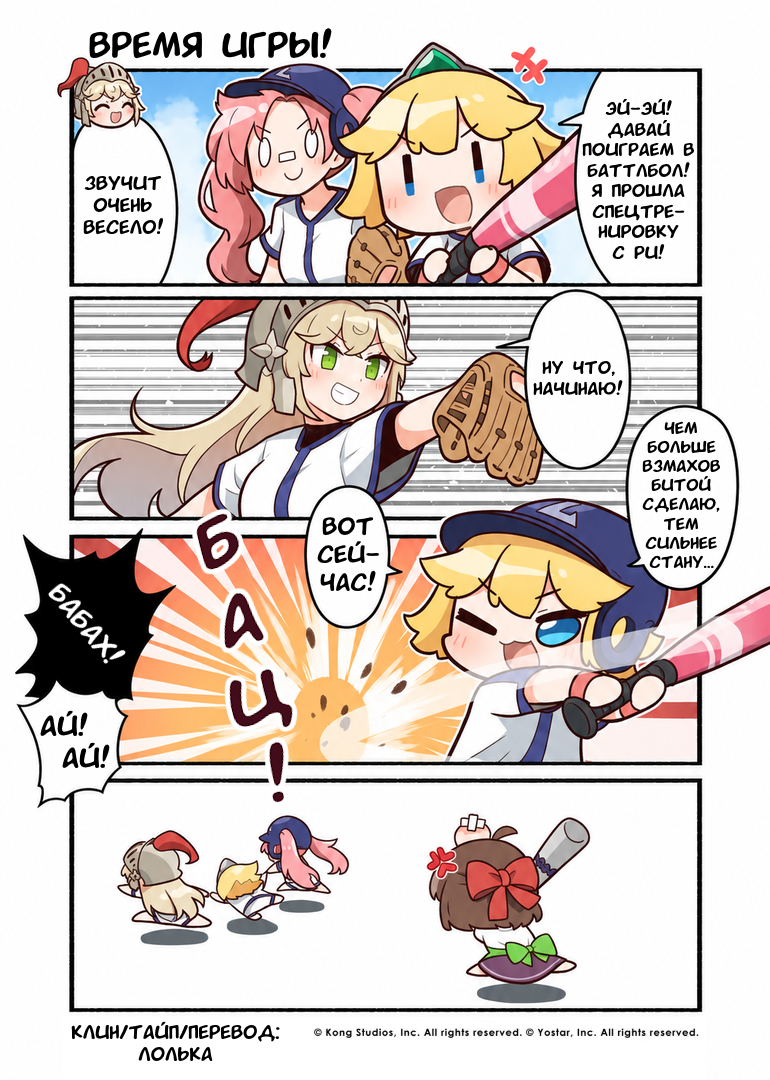 ВРЕМЯ ИГРЫ!
ЭЙ-ЭЙ!
ДАВАЙ
ПОИГРАЕМ В
БАТТЛБОЛ!
Я ПРОШЛА
СПЕЦТРЕ-
НИРОВКУ
С РИ!
ЗВУЧИТ
ОЧЕНЬ
ВЕСЕЛО!
НУ ЧТО,
НАЧИНАЮ!
ЧЕМ
БОЛЬШЕ
ВЗМАХОВ
БИТОЙ
СДЕЛАЮ,
ТЕМ
СИЛЬНЕЕ
СТАНУ...
ВОТ
СЕЙ-
ЧАС!
БАЦ!
БАБАХ!
АЙ!
АЙ!
КЛИН/ТАЙП/ПЕРЕВОД:
ЛОЛЬКА
© Kong Studios, Inc. All rights reserved. © Yostar, Inc. All rights reserved.